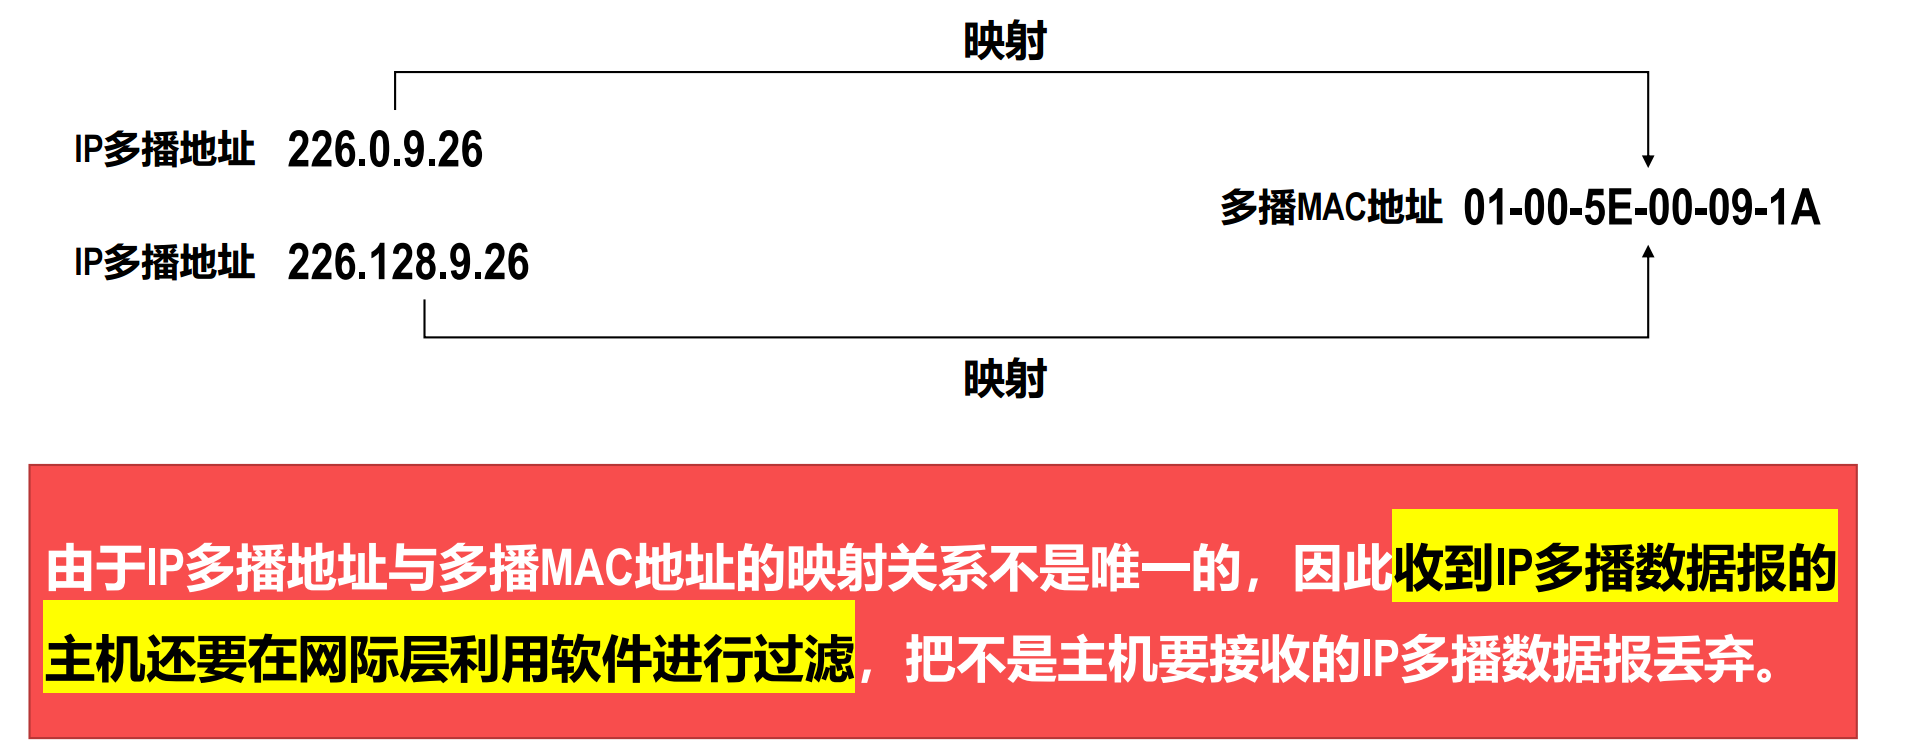 映射
IP多播地址 226.0.9.26
多播MAC地址 01-00-5E-00-09-1A
IP多播地址 226.128.9.26
映射
由于IP多播地址与多播MAC地址的映射关系不是唯一的，因此收到IP多播数据报的
主机还要在网际层利用软件进行过滤，把不是主机要接收的IP多播数据报丢弃。